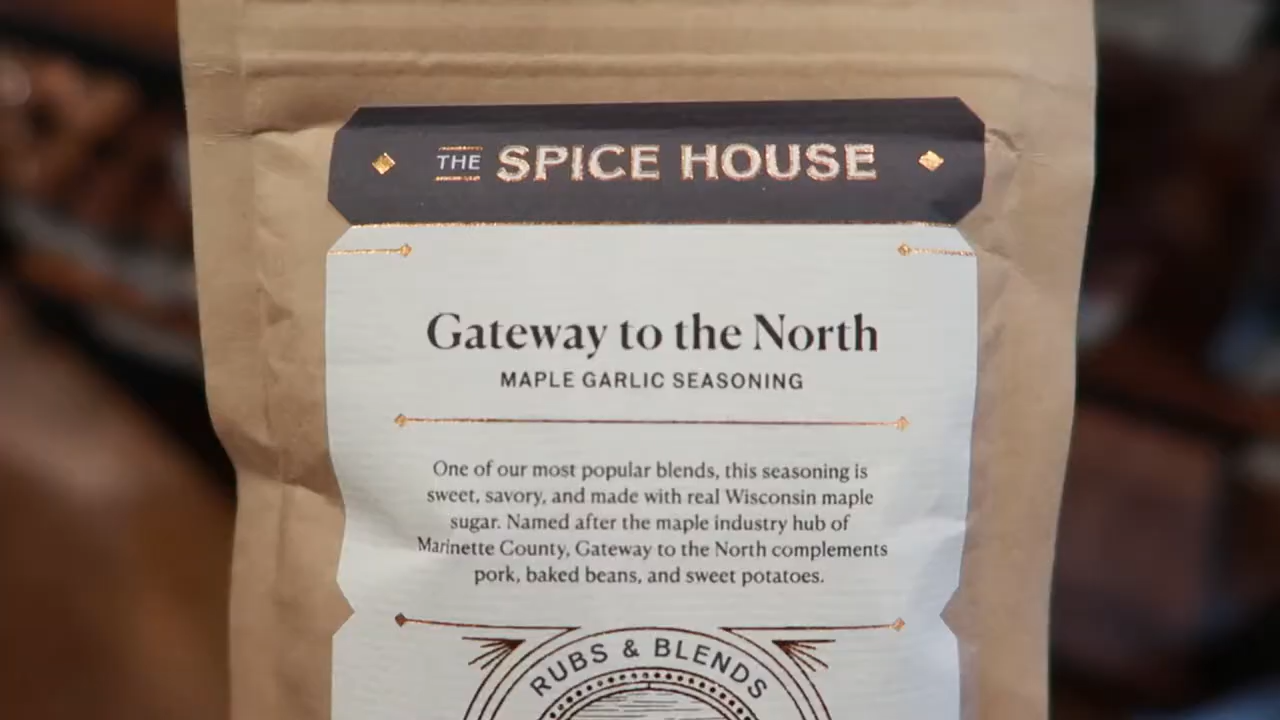 THE SPICE HOUSE
Gateway to the North
MAPLE GARLIC SEASONING
One of our most popular blends, this seasoning is
sweet, savory, and made with real Wisconsin maple
sugar. Named after the maple industry hub of
Marinette County, Gateway to the North complements
pork, baked beans, and sweet potatoes.
RUBS & BLENDS